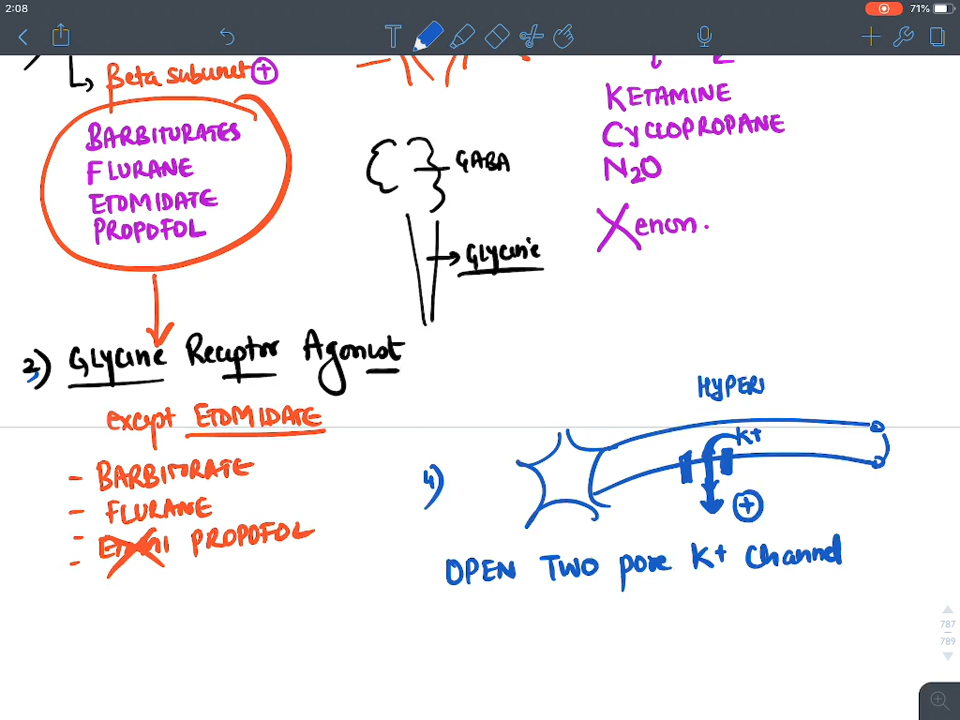 2:08
71%
T
Beta subunit +
BARBITURATES
FLURANE
ETOMIDATE
PROPOFOL
GABA
Glycine
KETAMINE
CYCLOPROPANE
N2O
Xenon.
2) Glycine Receptor Agonist
except ETOMIDATE
- BARBITURATE
- FLURANE
- PROPOFOL
-
HYPER
K+
4)
+
OPEN TWO pore K+ channel
787
789